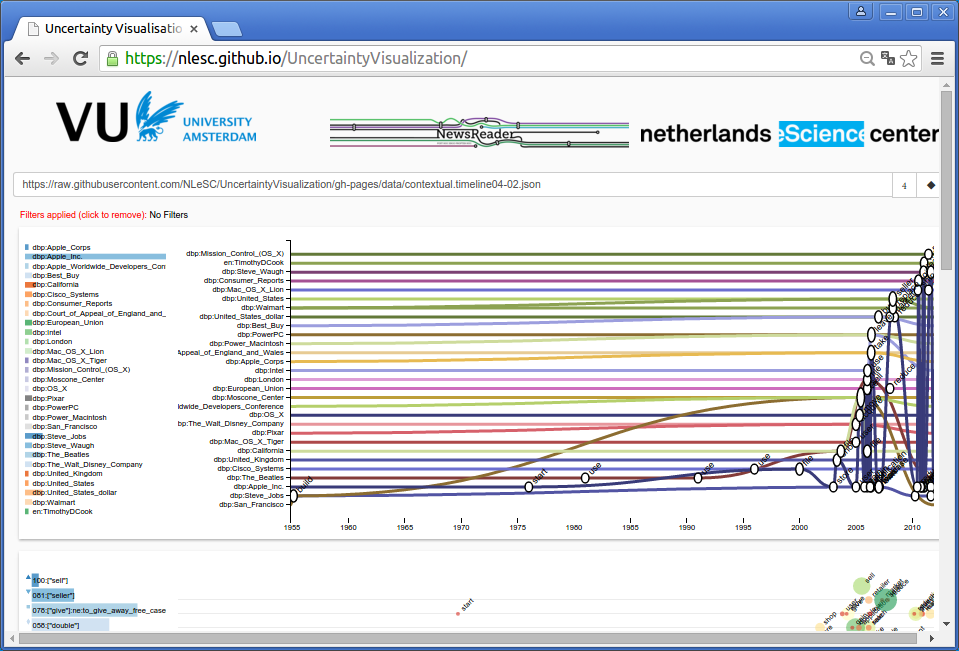 Uncertainty Visualisatio
https://nlesc.github.io/UncertaintyVisualization/
VU UNIVERSITY AMSTERDAM
NewsReader
netherlands eScience center
https://raw.githubusercontent.com/NLeSC/UncertaintyVisualization/gh-pages/data/contextual.timeline04-02.json
4
Filters applied (click to remove): No Filters
dbp:Apple_Corps
dbp:Apple_Inc.
dbp:Apple_Worldwide_Developers_Con
dbp:Best_Buy
dbp:California
dbp:Cisco_Systems
dbp:Consumer_Reports
dbp:Court_of_Appeal_of_England_and_
dbp:European_Union
dbp:Intel
dbp:London
dbp:Mac_OS_X_Lion
dbp:Mac_OS_X_Tiger
dbp:Mission_Control_(OS_X)
dbp:Moscone_Center
dbp:OS_X
dbp:Pixar
dbp:PowerPC
dbp:Power_Macintosh
dbp:San_Francisco
dbp:Steve_Jobs
dbp:Steve_Waugh
dbp:The_Beatles
dbp:The_Walt_Disney_Company
dbp:United_Kingdom
dbp:United_States
dbp:United_States_dollar
dbp:Walmart
en:TimothyDCook
dbp:Mission_Control_(OS_X)
en:TimothyDCook
dbp:Steve_Waugh
dbp:Consumer_Reports
dbp:Mac_OS_X_Lion
dbp:United_States
dbp:Walmart
dbp:United_States_dollar
dbp:Best_Buy
dbp:PowerPC
dbp:Power_Macintosh
Appeal_of_England_and_Wales
dbp:Apple_Corps
dbp:Intel
dbp:London
dbp:European_Union
dbp:Moscone_Center
ldwide_Developers_Conference
dbp:OS_X
bp:The_Walt_Disney_Company
dbp:Pixar
dbp:Mac_OS_X_Tiger
dbp:California
dbp:United_Kingdom
dbp:Cisco_Systems
dbp:The_Beatles
dbp:Apple_Inc.
dbp:Steve_Jobs
dbp:San_Francisco
build
start
use
use
use
file
store
take
reduce
seller
1955 1960 1965 1970 1975 1980 1985 1990 1995 2000 2005 2010
100:["sell"]
081:["seller"]
078:["give"];ne:to_give_away_free_case
058:["double"]
start
sell
retailer
shop